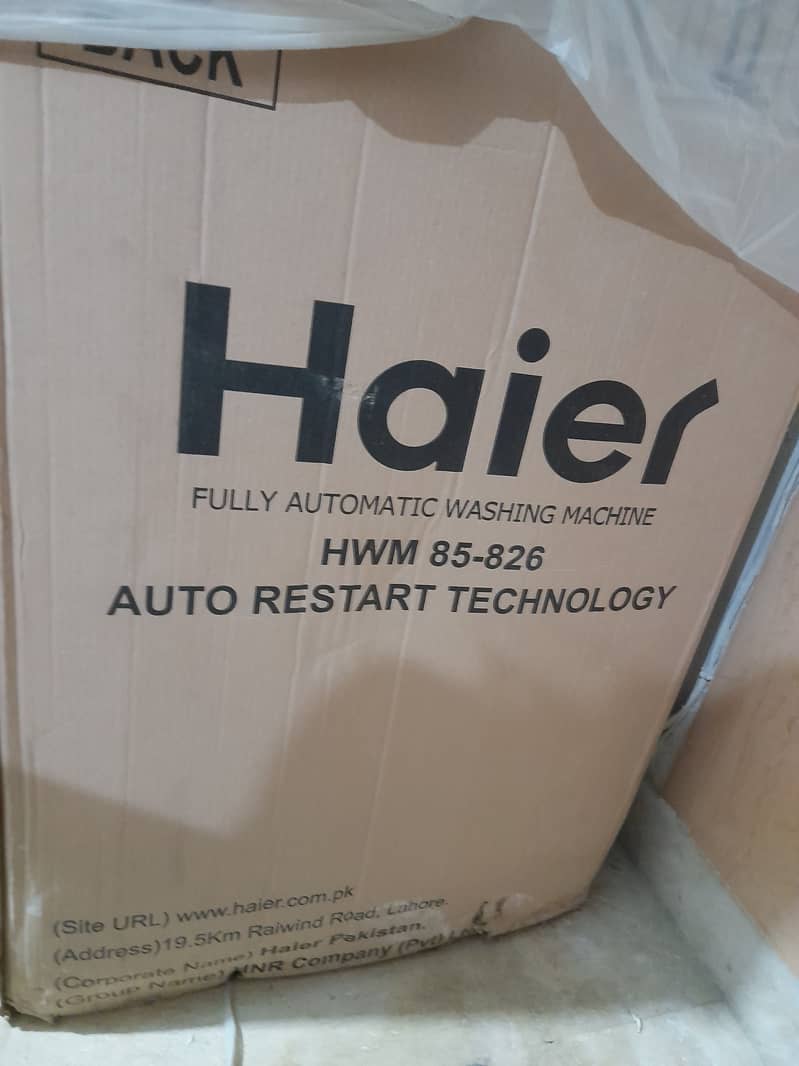 BACK
Haier
FULLY AUTOMATIC WASHING MACHINE
HWM 85-826
AUTO RESTART TECHNOLOGY
(Site URL) www.haier.com.pk
(Address)19.5Km Raiwind Road, Lahore.
(Corporate Name) Haier Pakistan.
(Group Name) HNR Company (Pvt)